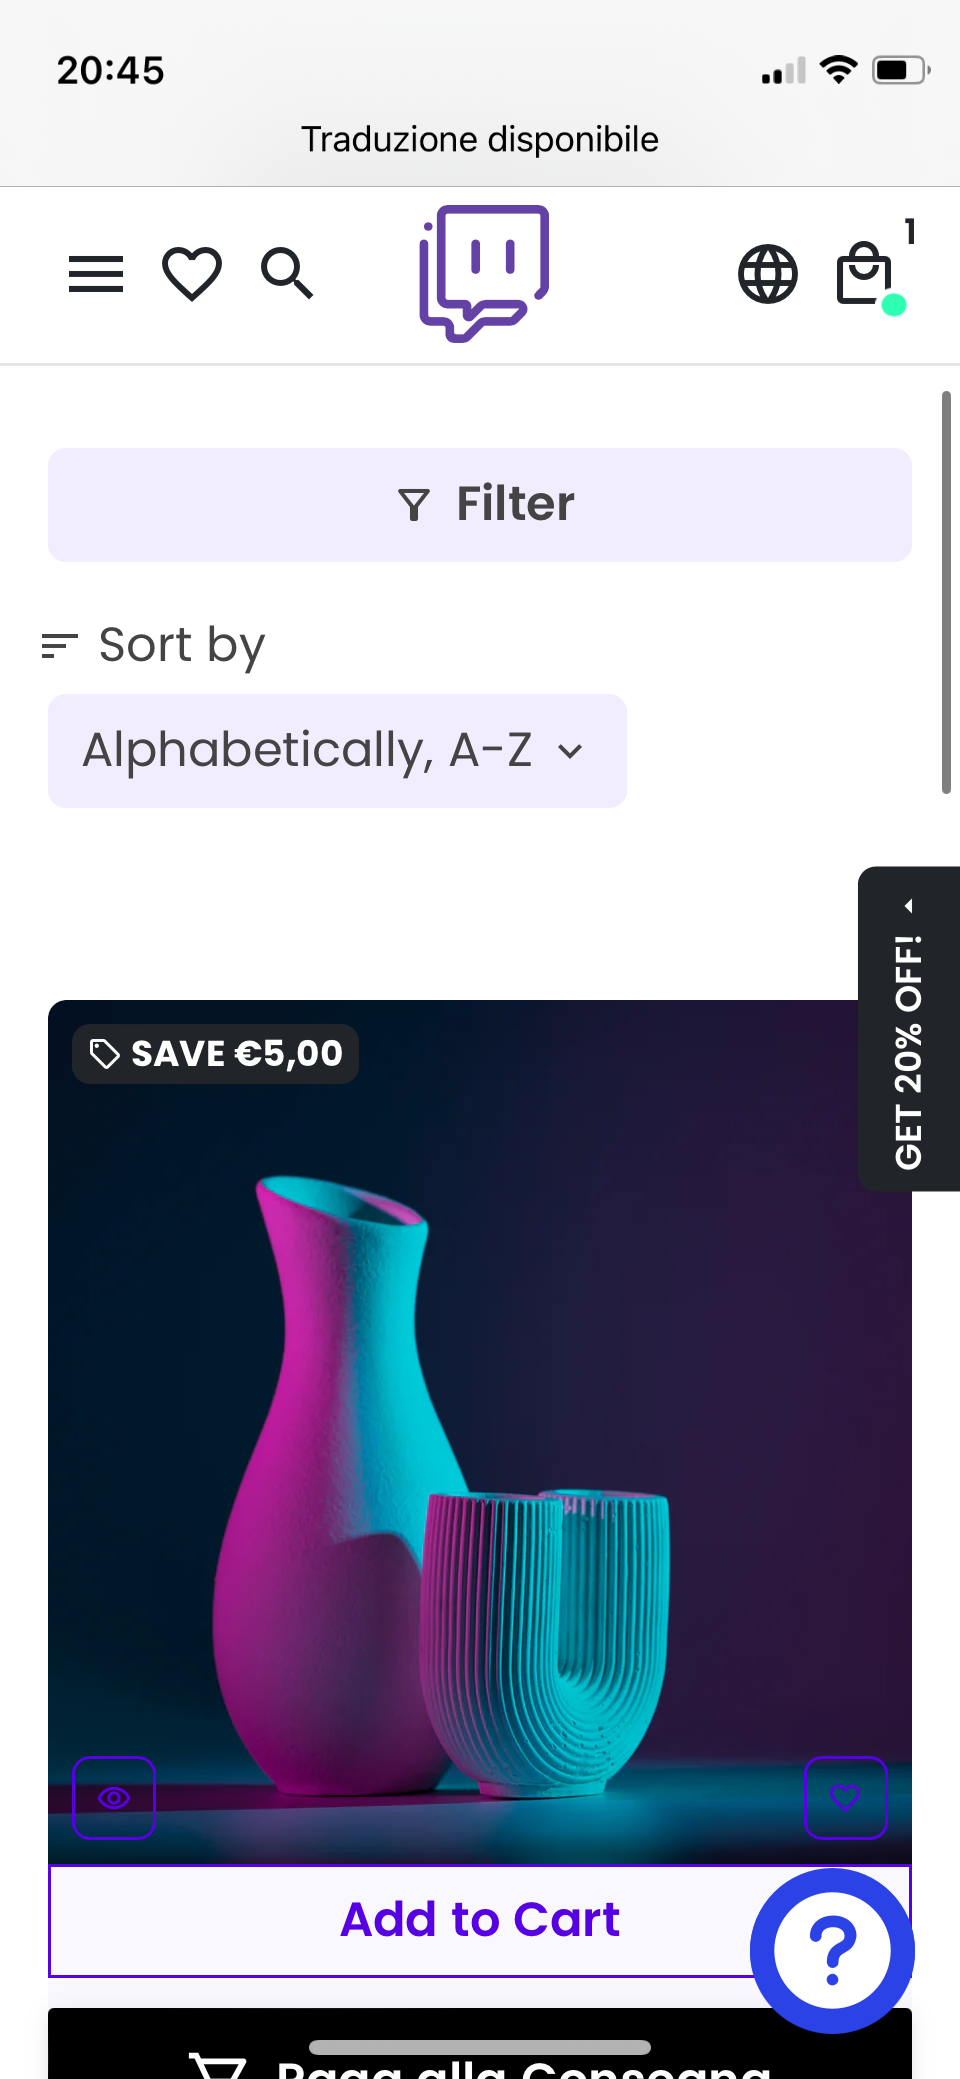 20:45
Traduzione disponibile
1
Filter
Sort by
Alphabetically, A-Z
GET 20% OFF!
SAVE €5,00
Add to Cart
?
Paga alla Consegna